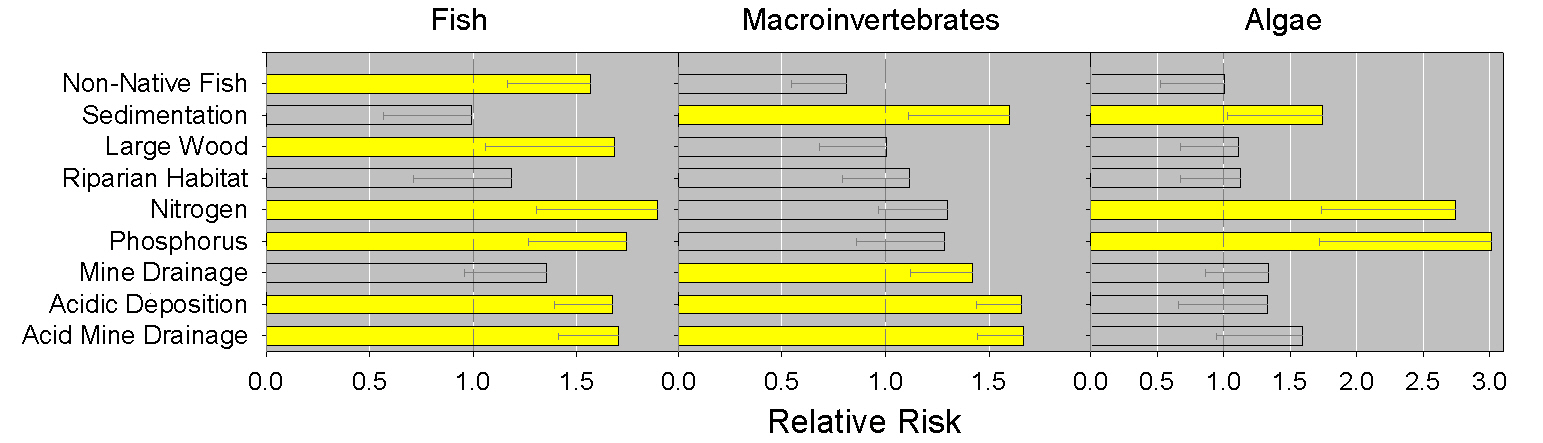 Fish Macroinvertebrates Algae
Non-Native Fish
Sedimentation
Large Wood
Riparian Habitat
Nitrogen
Phosphorus
Mine Drainage
Acidic Deposition
Acid Mine Drainage
0.0 0.5 1.0 1.5 0.0 0.5 1.0 1.5 0.0 0.5 1.0 1.5 2.0 2.5 3.0
Relative Risk